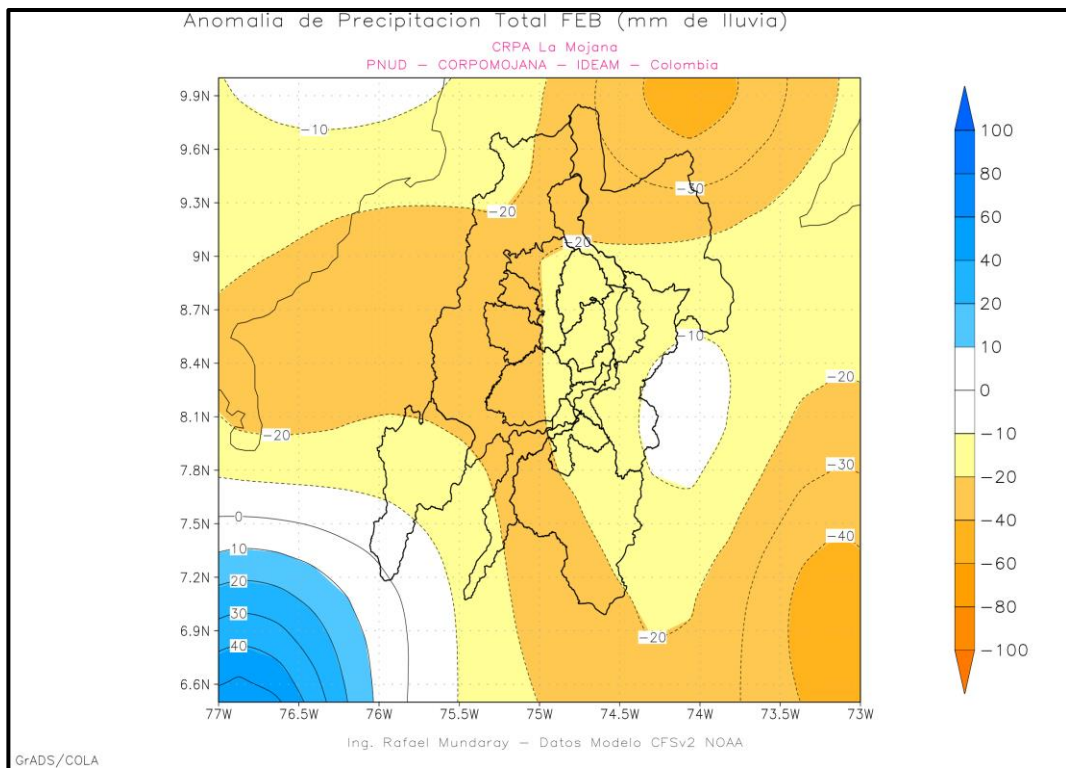 Anomalia de Precipitacion Total FEB (mm de lluvia)
CRPA La Mojana
PNUD – CORPOMOJANA – IDEAM – Colombia
9.9N
9.6N
9.3N
9N
8.7N
8.4N
8.1N
7.8N
7.5N
7.2N
6.9N
6.6N
77W 76.5W 76W 75.5W 75W 74.5W 74W 73.5W 73W
-10
-30
-20
-20
-10
-20
-20
-30
0
-40
10
20
30
-20
40
100
80
60
40
20
10
0
-10
-20
-40
-60
-80
-100
Ing. Rafael Mundaray – Datos Modelo CFSv2 NOAA
GrADS/COLA